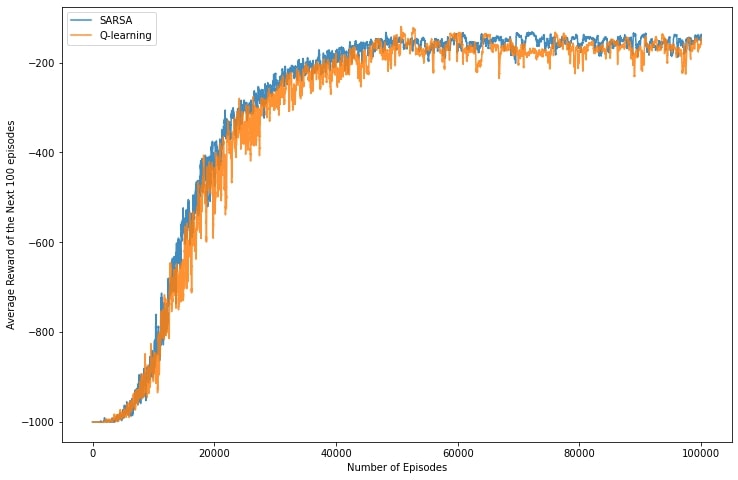 SARSA
Q-learning
−200
−400
−600
−800
−1000
Average Reward of the Next 100 episodes
0 20000 40000 60000 80000 100000
Number of Episodes